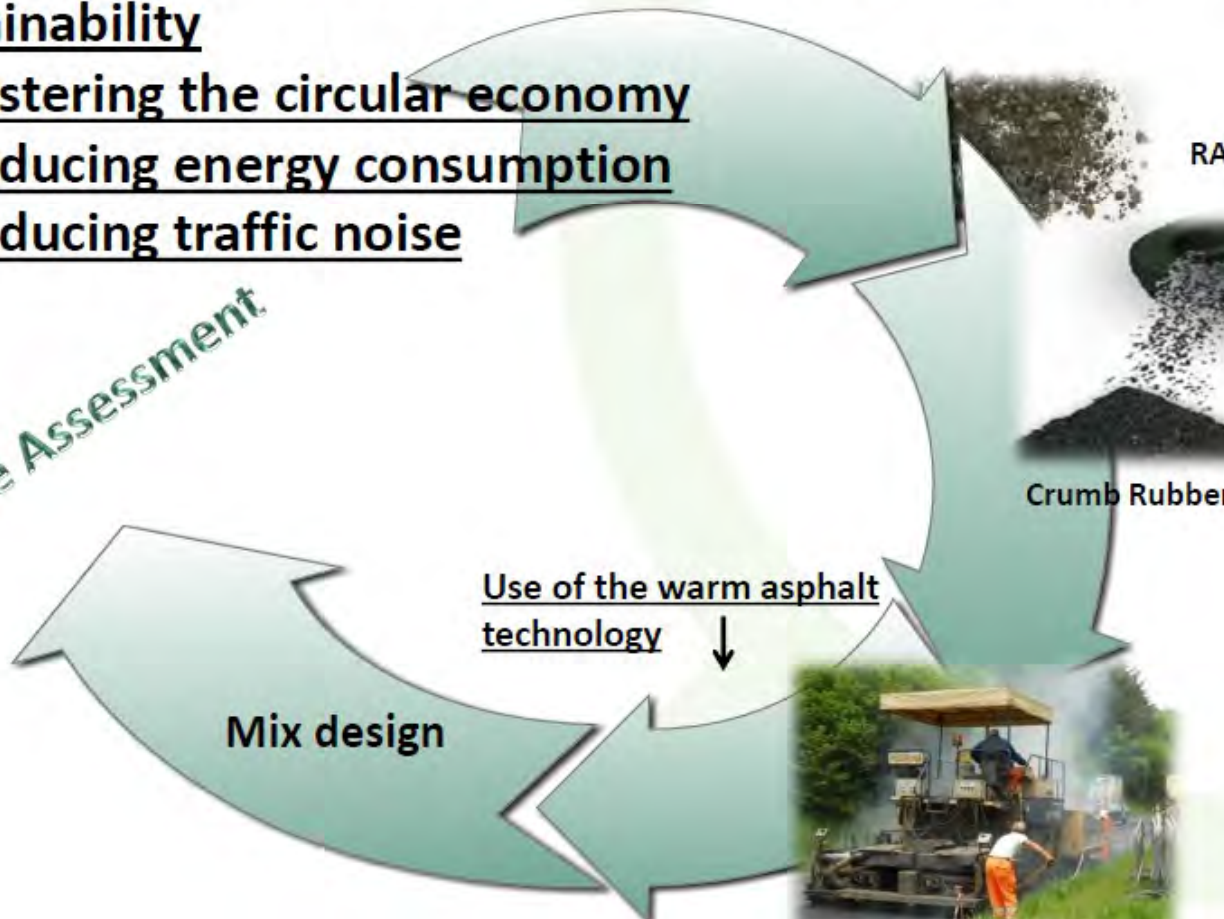 ainability
stering the circular economy
ducing energy consumption
ducing traffic noise
RA
e Assessment
Crumb Rubber
Use of the warm asphalt
technology
Mix design